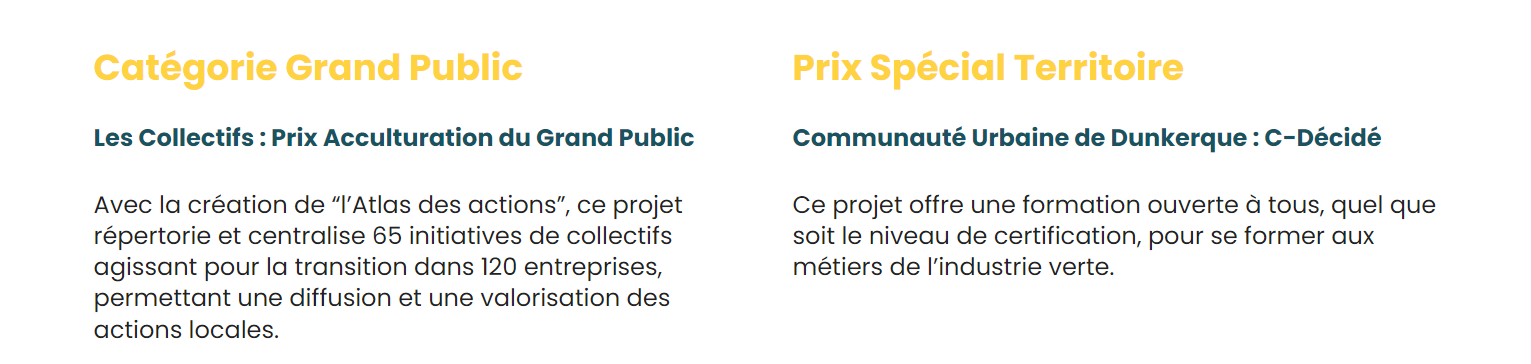 Catégorie Grand Public
Les Collectifs : Prix Acculturation du Grand Public
Avec la création de “l’Atlas des actions”, ce projet
répertorie et centralise 65 initiatives de collectifs
agissant pour la transition dans 120 entreprises,
permettant une diffusion et une valorisation des
actions locales.
Prix Spécial Territoire
Communauté Urbaine de Dunkerque : C-Décidé
Ce projet offre une formation ouverte à tous, quel que
soit le niveau de certification, pour se former aux
métiers de l’industrie verte.